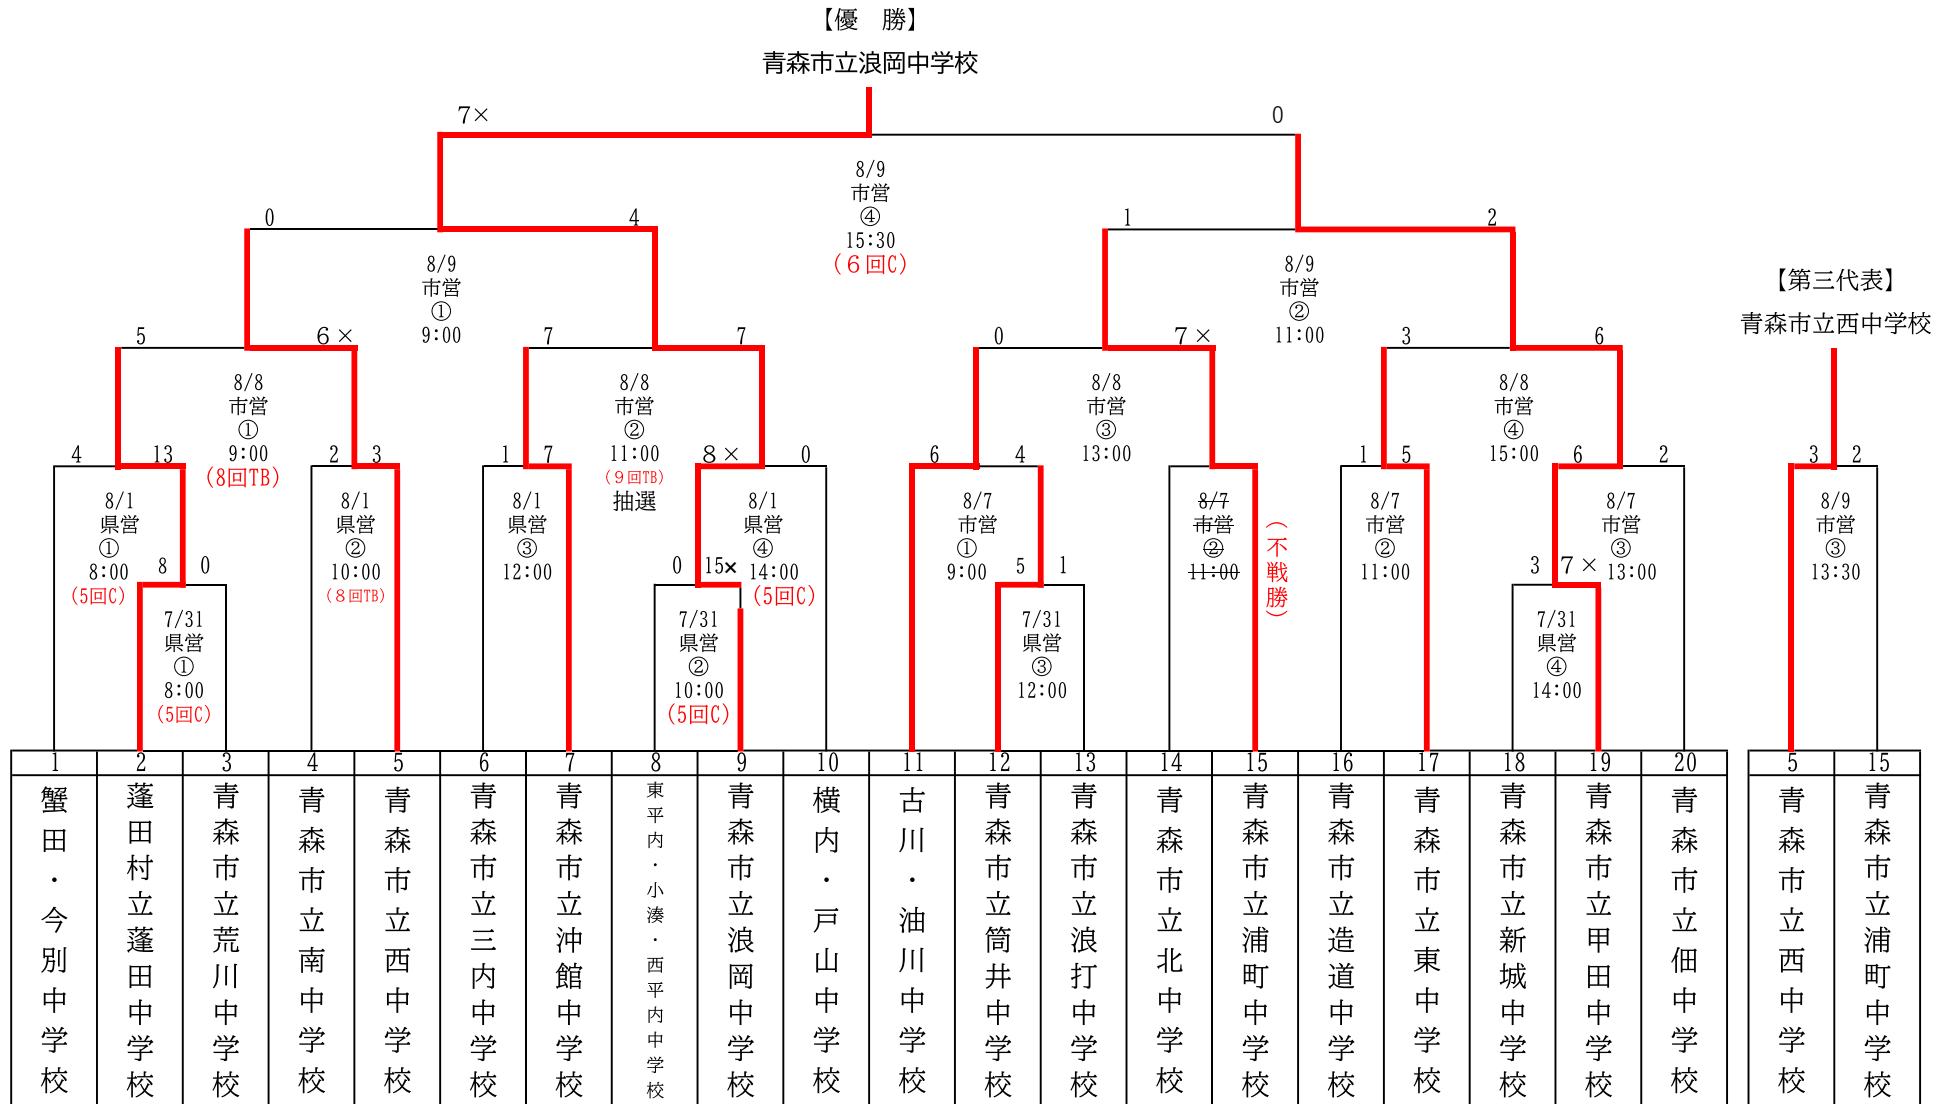 【優　勝】
青森市立浪岡中学校
7×
0
8/9
市営
④
15:30
(６回C)
0
4
1
2
8/9
市営
①
9:00
8/9
市営
②
11:00
【第三代表】
青森市立西中学校
5
6×
7
7
0
7×
3
6
8/8
市営
①
9:00
(8回TB)
8/8
市営
②
11:00
(９回TB)
抽選
8/8
市営
③
13:00
8/8
市営
④
15:00
4
13
2
3
1
7
8×
0
6
4
1
5
6
2
3
2
8/1
県営
①
8:00
(5回C)
8/1
県営
②
10:00
(８回TB)
8/1
県営
③
12:00
8/1
県営
④
14:00
(5回C)
8/7
市営
①
9:00
8/7
市営
②
11:00
(不戦勝)
8/7
市営
②
11:00
8/7
市営
③
13:00
8/9
市営
③
13:30
8
0
0
15×
5
1
3
7×
7/31
県営
①
8:00
(5回C)
7/31
県営
②
10:00
(5回C)
7/31
県営
③
12:00
7/31
県営
④
14:00
1
2
3
4
5
6
7
8
9
10
11
12
13
14
15
16
17
18
19
20
5
15
蟹田・今別中学校
蓬田村立蓬田中学校
青森市立荒川中学校
青森市立南中学校
青森市立西中学校
青森市立三内中学校
青森市立沖館中学校
東平内・小湊・西平内中学校
青森市立浪岡中学校
横内・戸山中学校
古川・油川中学校
青森市立筒井中学校
青森市立浪打中学校
青森市立北中学校
青森市立浦町中学校
青森市立造道中学校
青森市立東中学校
青森市立新城中学校
青森市立甲田中学校
青森市立佃中学校
青森市立西中学校
青森市立浦町中学校